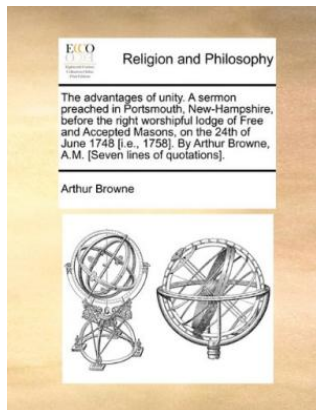 ECCO
Religion and Philosophy
The advantages of unity. A sermon
preached in Portsmouth, New-Hampshire,
before the right worshipful lodge of Free
and Accepted Masons, on the 24th of
June 1748 [i.e., 1758]. By Arthur Browne,
A.M. [Seven lines of quotations].
Arthur Browne